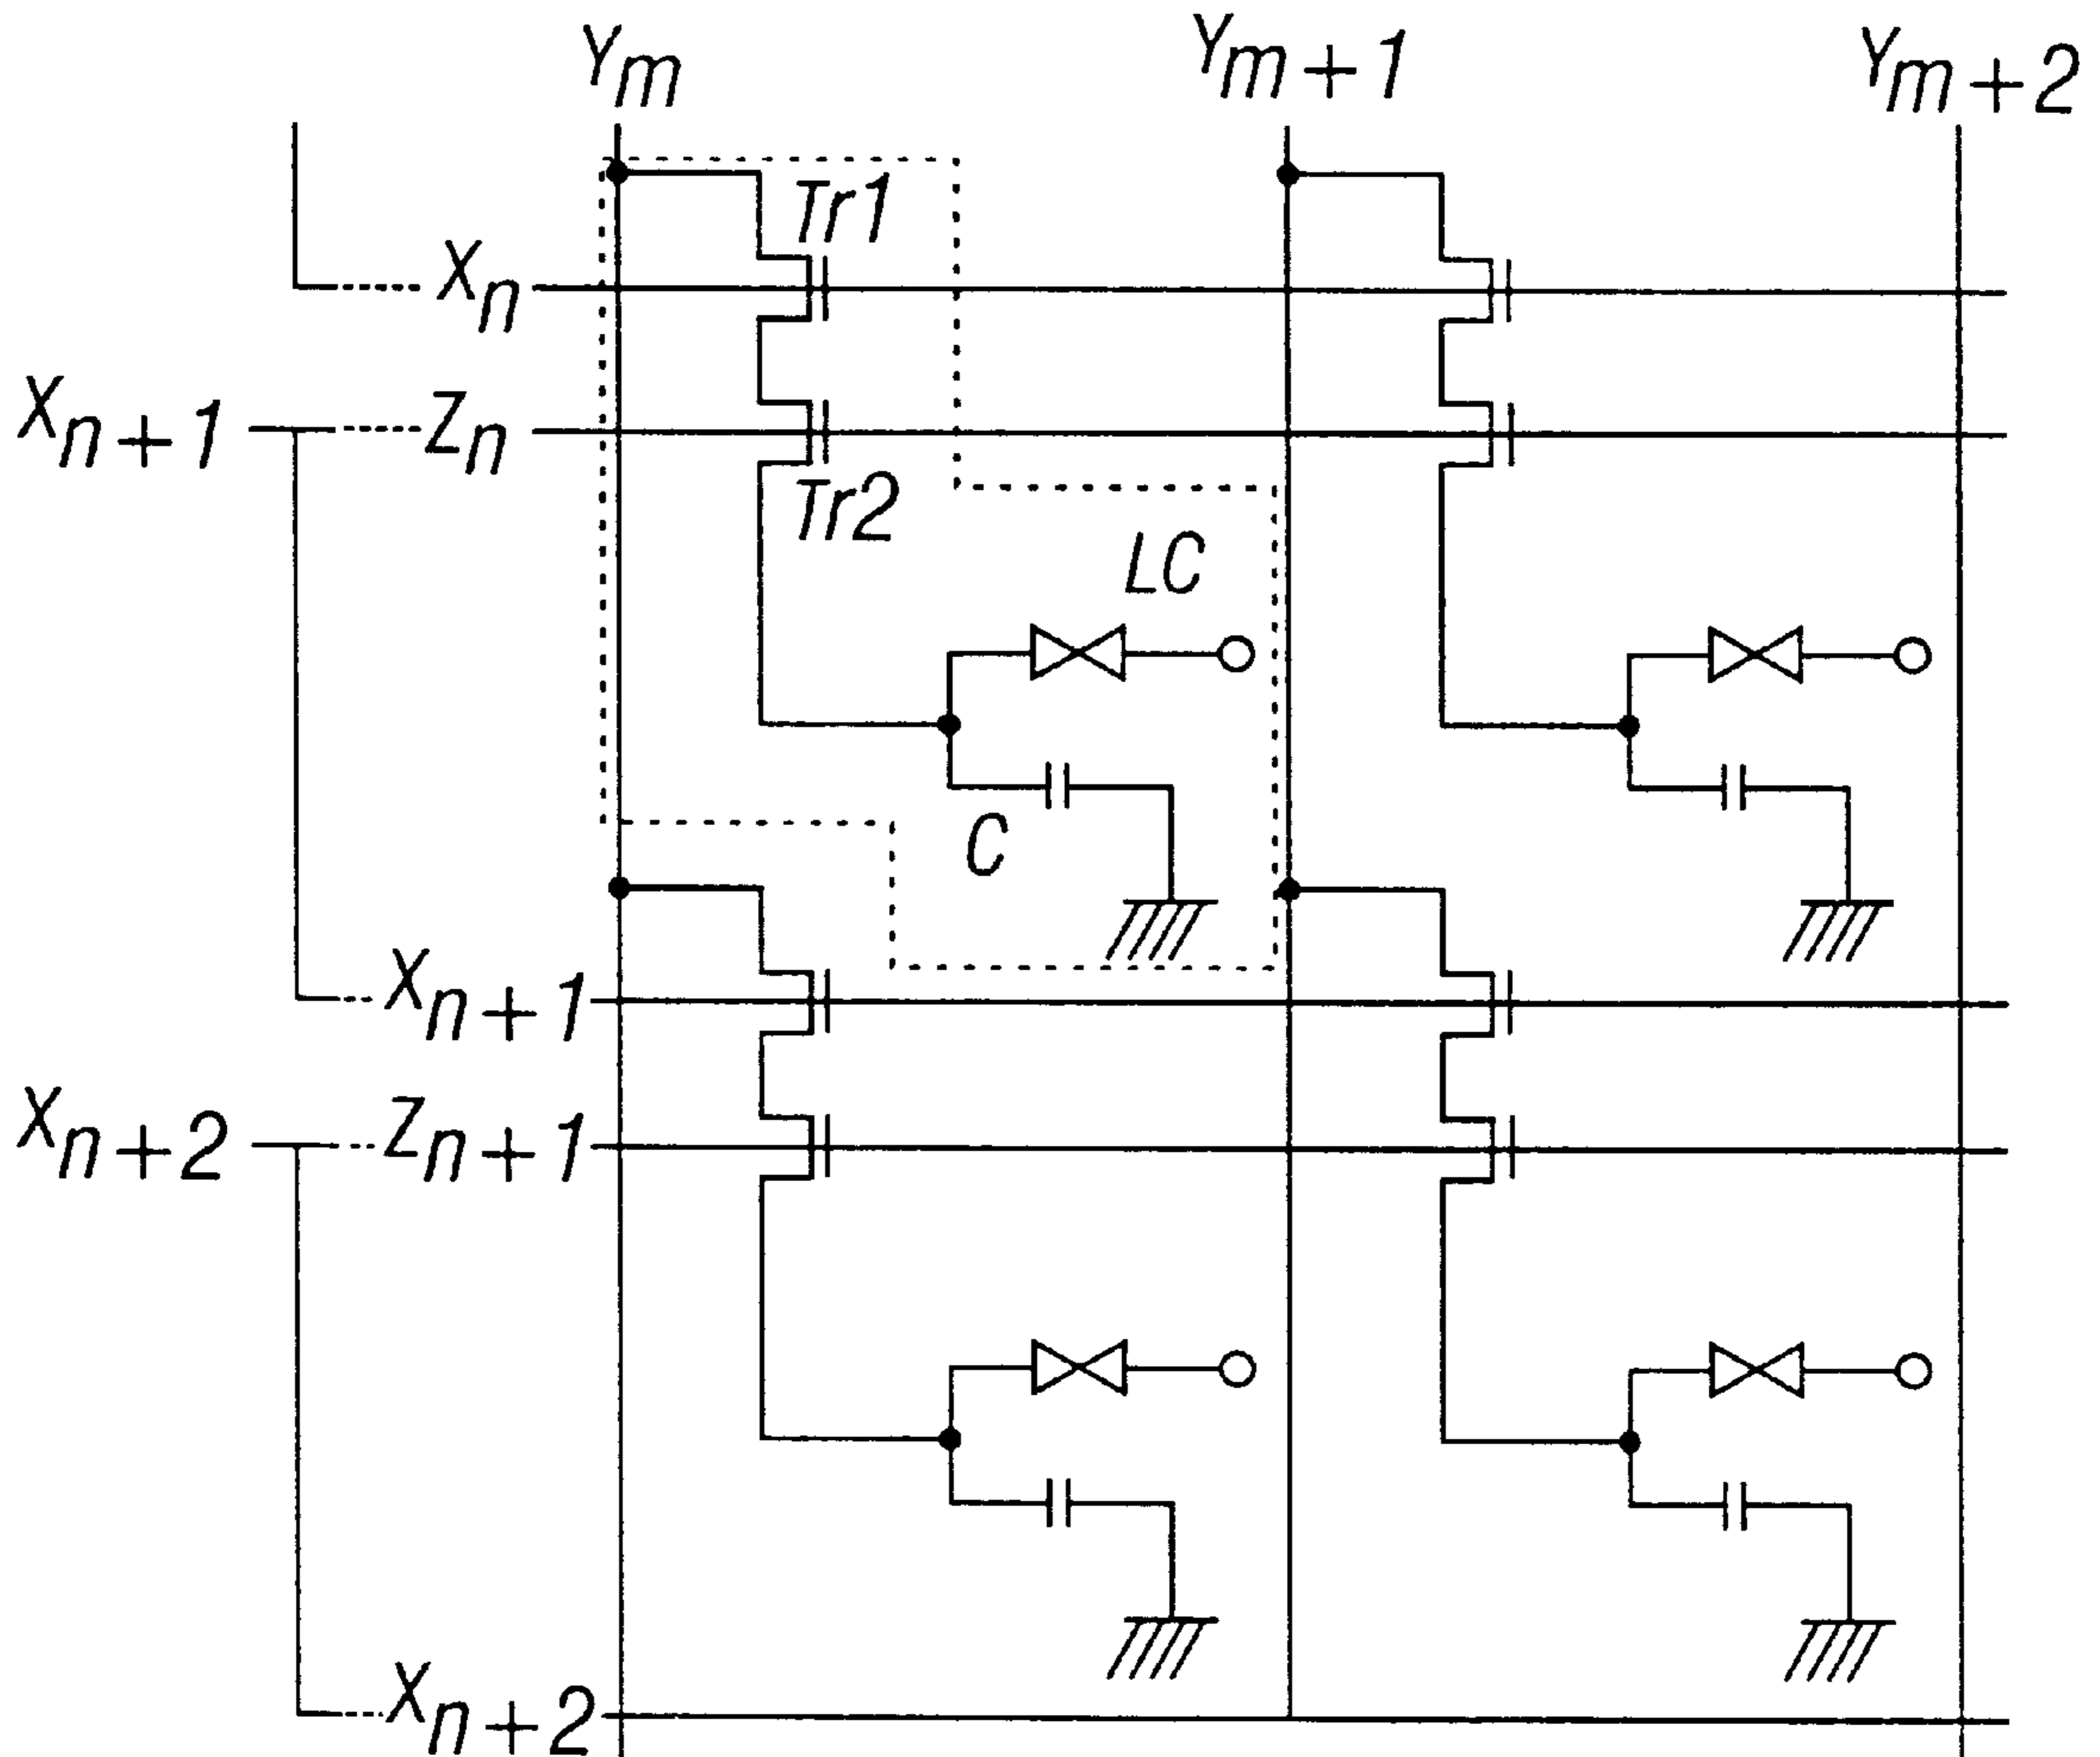 Ym
Ym+1
Ym+2
Tr1
Xn
Xn+1
Zn
Tr2
LC
C
Xn+1
Xn+2
Zn+1
Xn+2